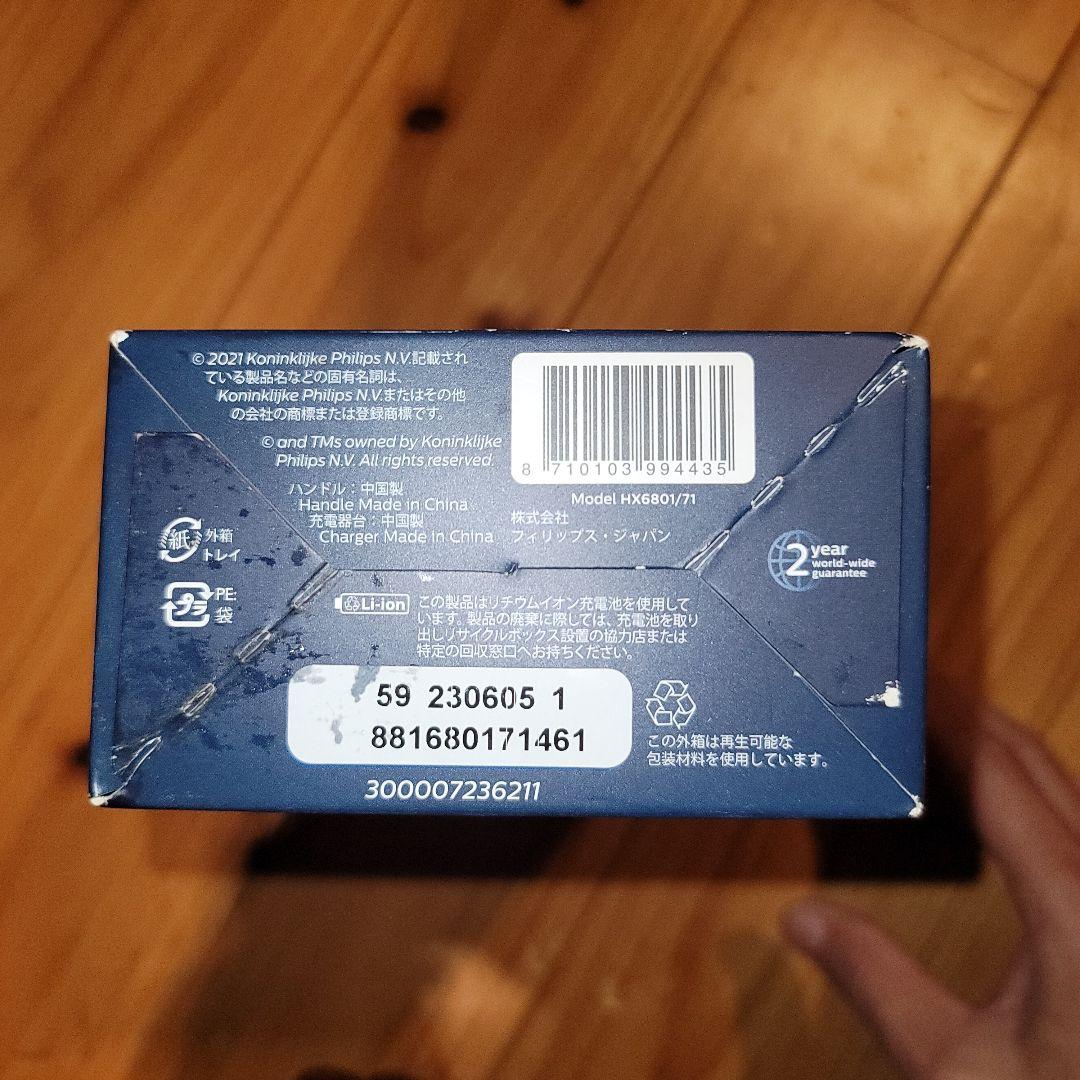 © 2021 Koninklijke Philips N.V.記載され
ている製品名などの固有名詞は、
Koninklijke Philips N.V.またはその他
の会社の商標または登録商標です。
© and TMs owned by Koninklijke
Philips N.V. All rights reserved.
ハンドル：中国製
Handle Made in China
充電器台：中国製
Charger Made in China
8 710103 994435
Model HX6801/71
株式会社
フィリップス・ジャパン
紙 外箱
トレイ
プラ PE:
袋
2 year
world-wide
guarantee
Li-ion
この製品はリチウムイオン充電池を使用して
います。製品の廃棄に際しては、充電池を取り
出しリサイクルボックス設置の協力店または
特定の回収窓口へお持ちください。
59 230605 1
881680171461
この外箱は再生可能な
包装材料を使用しています。
300007236211